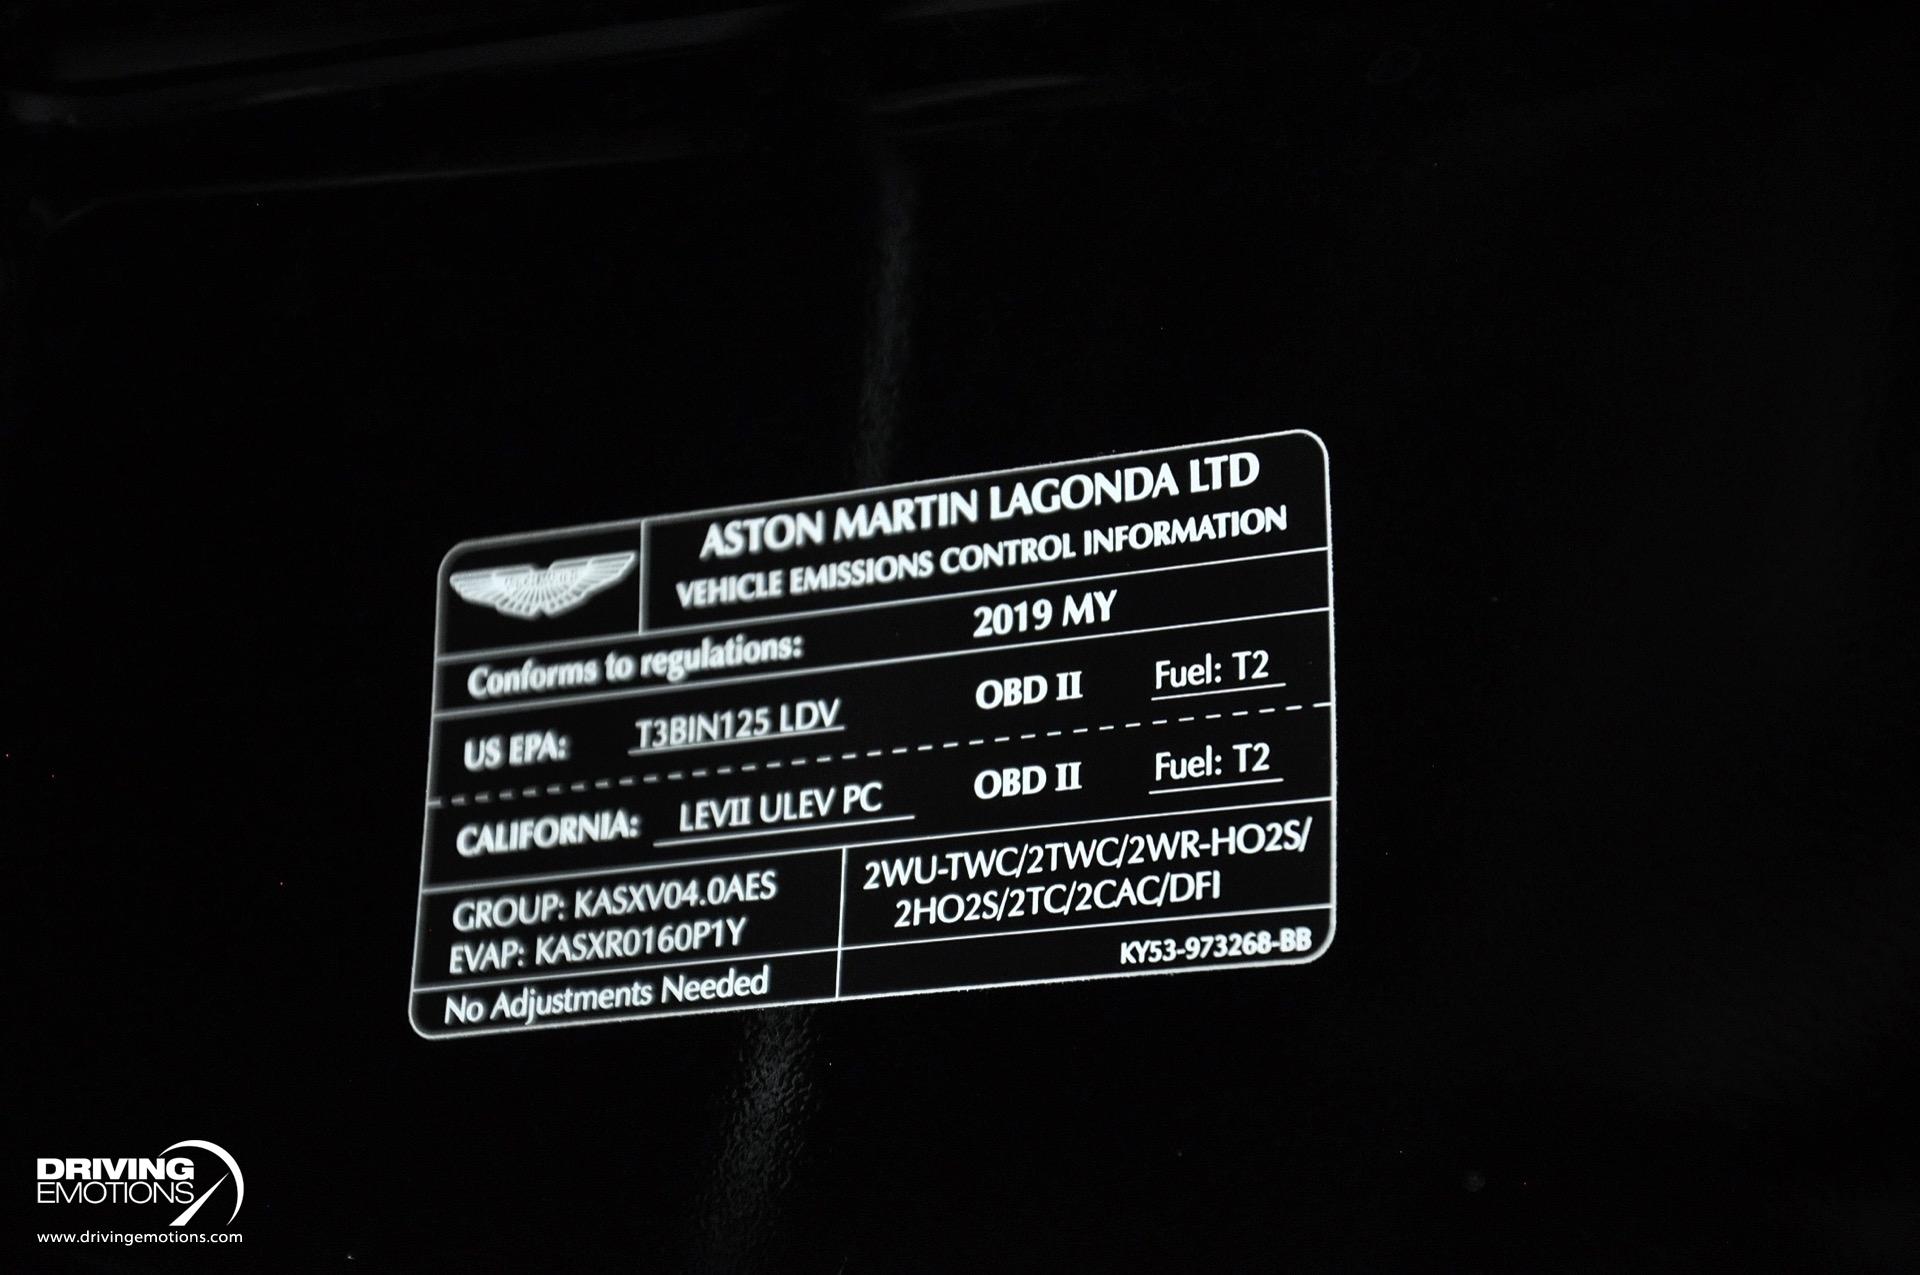 ASTON MARTIN LAGONDA LTD
VEHICLE EMISSIONS CONTROL INFORMATION
Conforms to regulations: 2019 MY
US EPA: T3BIN125 LDV OBD II Fuel: T2
CALIFORNIA: LEVII ULEV PC OBD II Fuel: T2
GROUP: KASXV04.0AES
EVAP: KASXR0160P1Y
2WU-TWC/2TWC/2WR-HO2S/
2HO2S/2TC/2CAC/DFI
No Adjustments Needed
KY53-973268-BB
DRIVING
EMOTIONS
www.drivingemotions.com